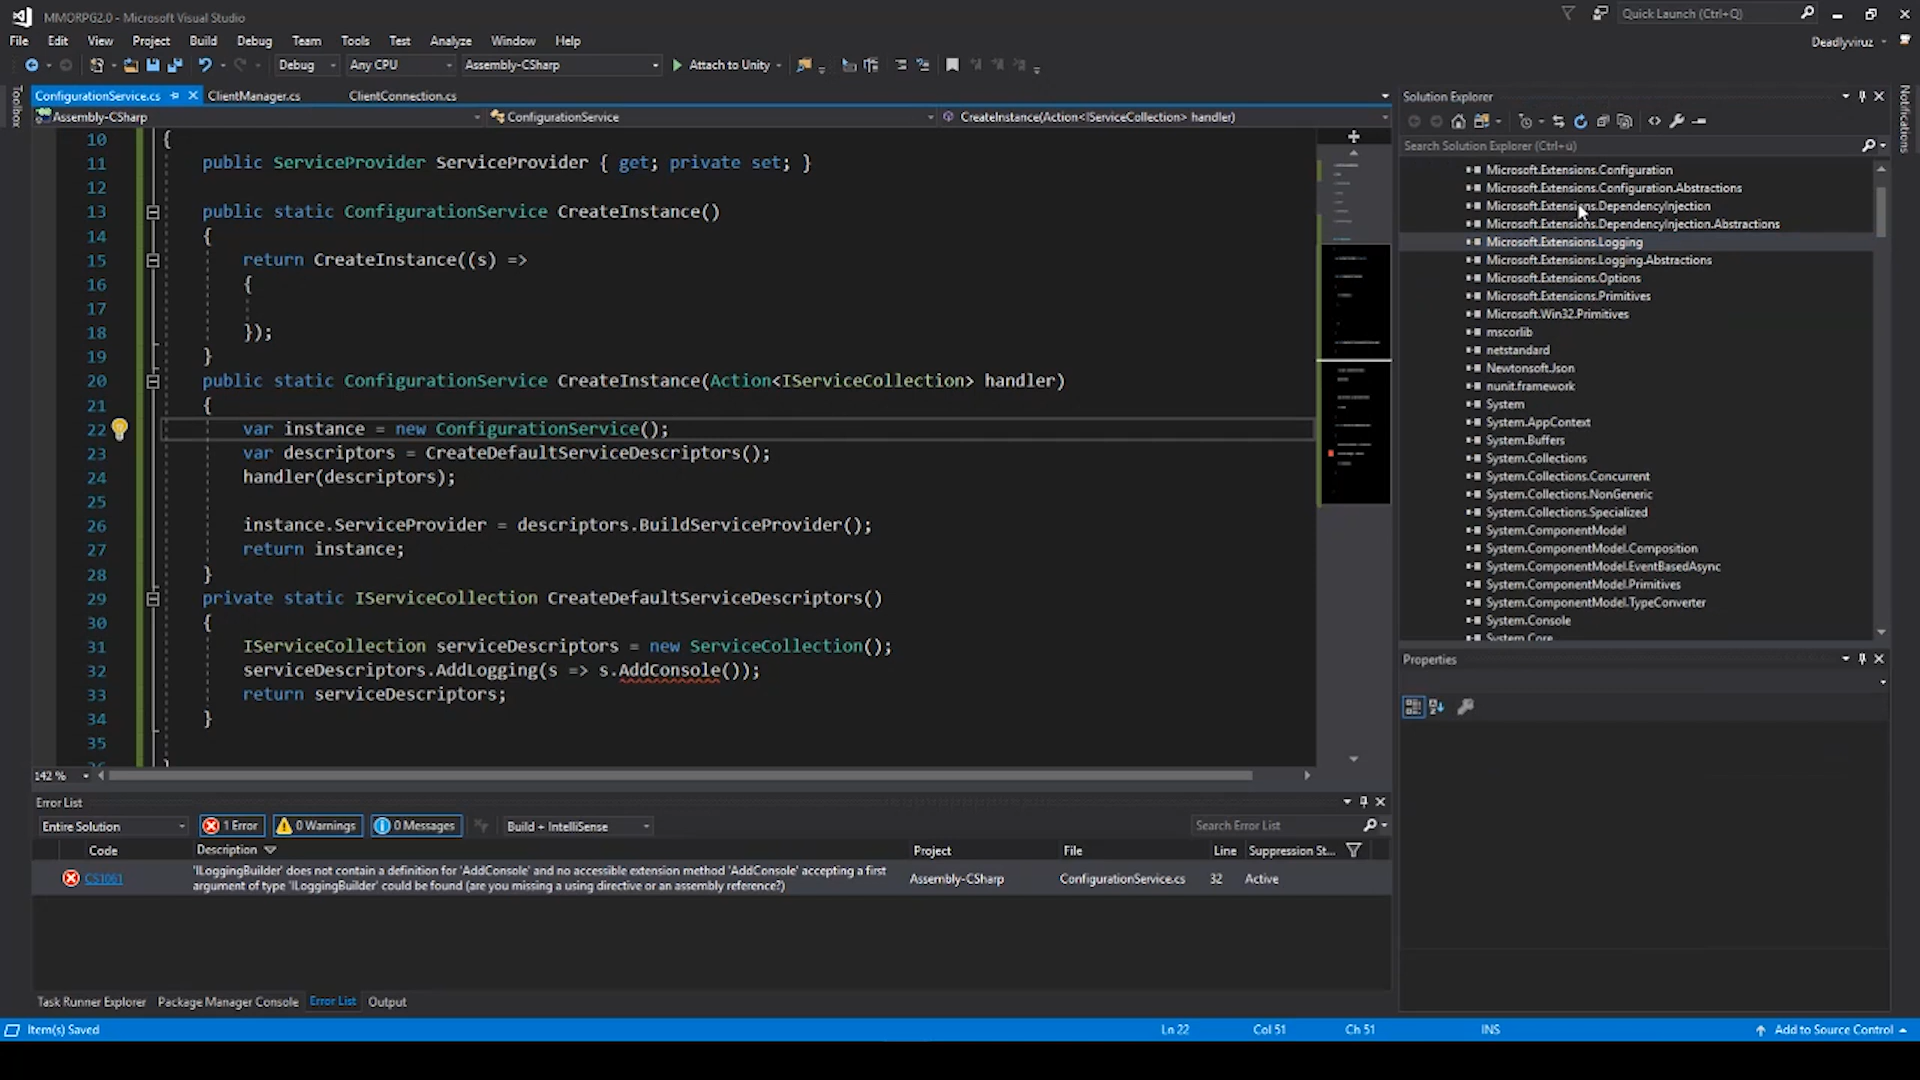 MMORPG2.0 - Microsoft Visual Studio
Quick Launch (Ctrl+Q)
File Edit View Project Build Debug Team Tools Test Analyze Window Help
Deadlyviruz
Debug Any CPU Assembly-CSharp Attach to Unity
Toolbox
Notifications
ConfigurationService.cs ClientManager.cs ClientConnection.cs
Assembly-CSharp ConfigurationService CreateInstance(Action<IServiceCollection> handler)
10 {
11 public ServiceProvider ServiceProvider { get; private set; }
12
13 public static ConfigurationService CreateInstance()
14 {
15 return CreateInstance((s) =>
16 {
17
18 });
19 }
20 public static ConfigurationService CreateInstance(Action<IServiceCollection> handler)
21 {
22 var instance = new ConfigurationService();
23 var descriptors = CreateDefaultServiceDescriptors();
24 handler(descriptors);
25
26 instance.ServiceProvider = descriptors.BuildServiceProvider();
27 return instance;
28 }
29 private static IServiceCollection CreateDefaultServiceDescriptors()
30 {
31 IServiceCollection serviceDescriptors = new ServiceCollection();
32 serviceDescriptors.AddLogging(s => s.AddConsole());
33 return serviceDescriptors;
34 }
35
142 %
Solution Explorer
Search Solution Explorer (Ctrl+u)
Microsoft.Extensions.Configuration
Microsoft.Extensions.Configuration.Abstractions
Microsoft.Extensions.DependencyInjection
Microsoft.Extensions.DependencyInjection.Abstractions
Microsoft.Extensions.Logging
Microsoft.Extensions.Logging.Abstractions
Microsoft.Extensions.Options
Microsoft.Extensions.Primitives
Microsoft.Win32.Primitives
mscorlib
netstandard
Newtonsoft.Json
nunit.framework
System
System.AppContext
System.Buffers
System.Collections
System.Collections.Concurrent
System.Collections.NonGeneric
System.Collections.Specialized
System.ComponentModel
System.ComponentModel.Composition
System.ComponentModel.EventBasedAsync
System.ComponentModel.Primitives
System.ComponentModel.TypeConverter
System.Console
System.Core
Properties
Error List
Entire Solution 1 Error 0 Warnings 0 Messages Build + IntelliSense Search Error List
Code Description Project File Line Suppression St...
CS1061 'ILoggingBuilder' does not contain a definition for 'AddConsole' and no accessible extension method 'AddConsole' accepting a first
argument of type 'ILoggingBuilder' could be found (are you missing a using directive or an assembly reference?) Assembly-CSharp ConfigurationService.cs 32 Active
Task Runner Explorer Package Manager Console Error List Output
Item(s) Saved Ln 22 Col 51 Ch 51 INS Add to Source Control